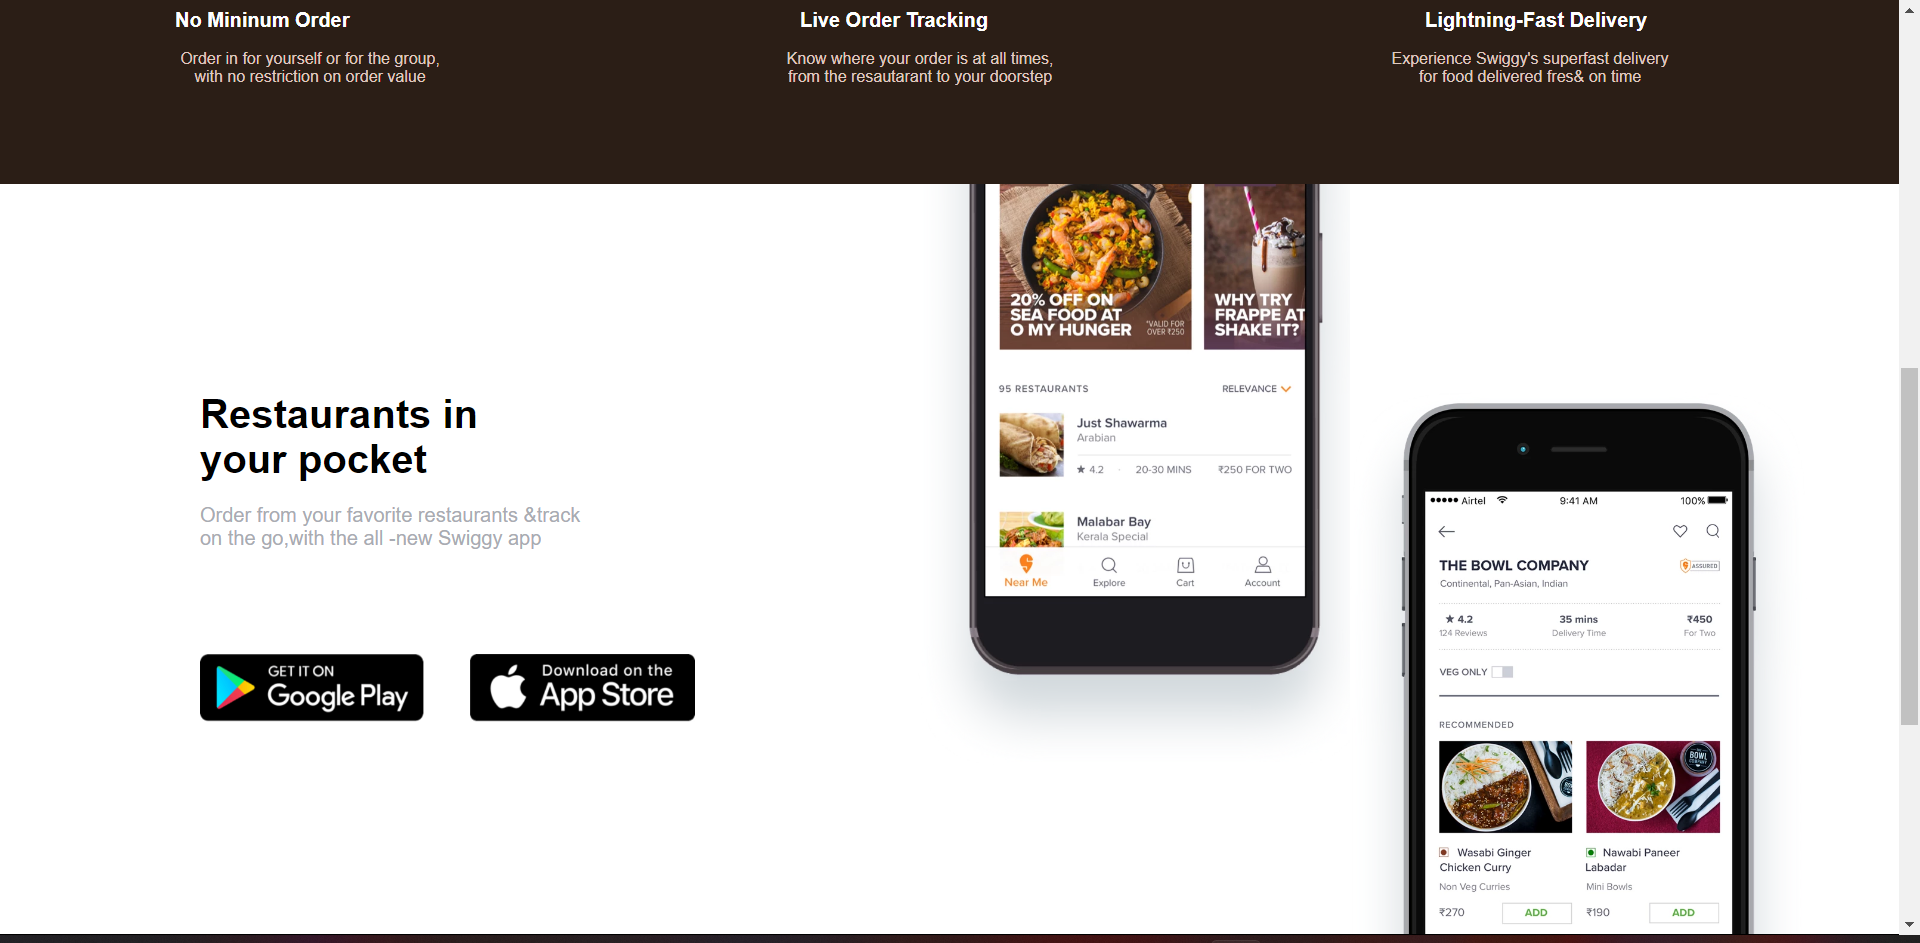 No Mininum Order
Order in for yourself or for the group,
with no restriction on order value
Live Order Tracking
Know where your order is at all times,
from the resautarant to your doorstep
Lightning-Fast Delivery
Experience Swiggy's superfast delivery
for food delivered fres& on time
Restaurants in
your pocket
Order from your favorite restaurants &track
on the go,with the all -new Swiggy app
GET IT ON
Google Play
Download on the
App Store
20% OFF ON
SEA FOOD AT
O MY HUNGER
*VALID FOR
OVER ₹250
WHY TRY
FRAPPE AT
SHAKE IT?
95 RESTAURANTS
RELEVANCE
Just Shawarma
Arabian
★ 4.2 · 20-30 MINS ₹250 FOR TWO
Malabar Bay
Kerala Special
Near Me Explore Cart Account
Airtel 9:41 AM 100%
THE BOWL COMPANY
ASSURED
Continental, Pan-Asian, Indian
★ 4.2 35 mins ₹450
124 Reviews Delivery Time For Two
VEG ONLY
RECOMMENDED
BOWL
COMPANY
Wasabi Ginger
Chicken Curry
Non Veg Curries
₹270 ADD
Nawabi Paneer
Labadar
Mini Bowls
₹190 ADD